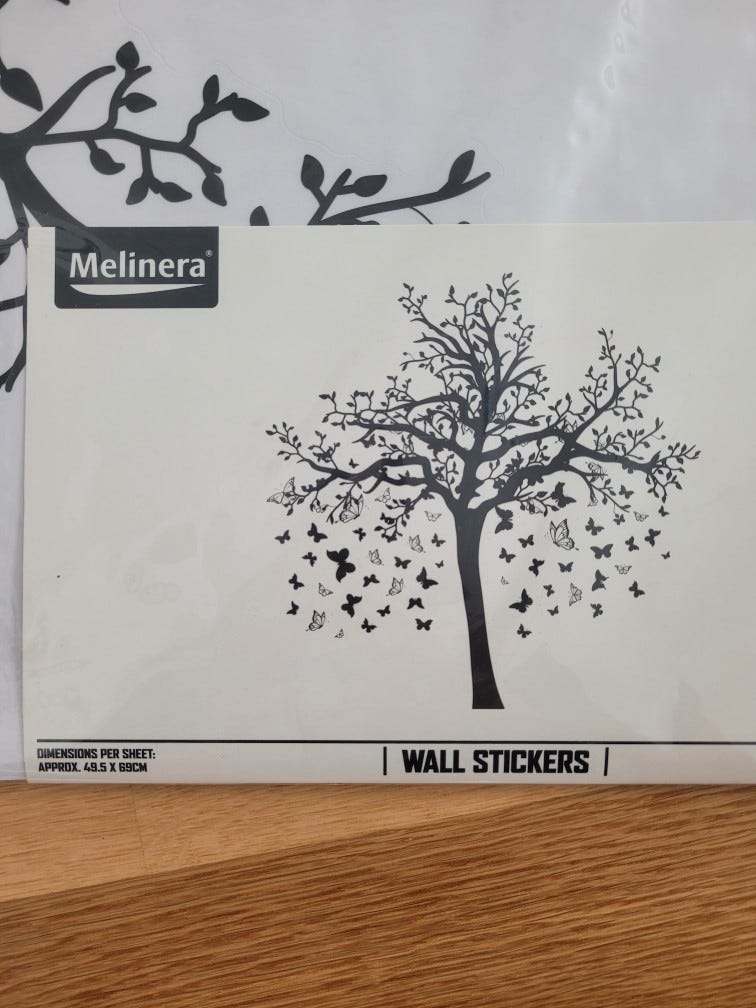 Melinera®
DIMENSIONS PER SHEET:
APPROX. 49.5 X 69CM
| WALL STICKERS |